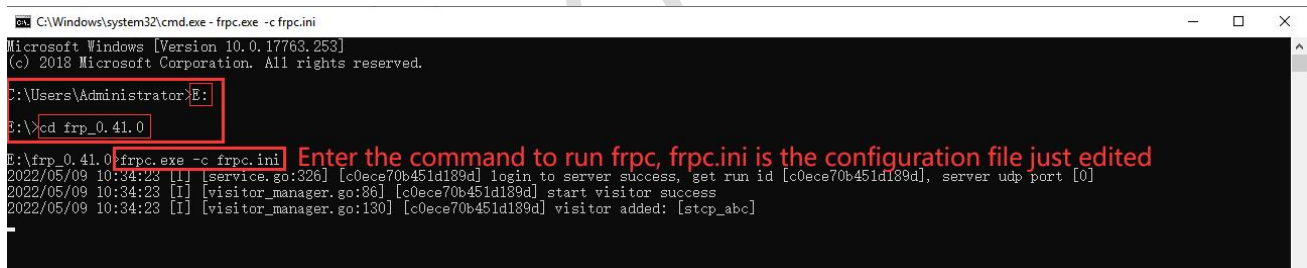 C:\Windows\system32\cmd.exe - frpc.exe -c frpc.ini
Microsoft Windows [Version 10.0.17763.253]
(c) 2018 Microsoft Corporation. All rights reserved.
C:\Users\Administrator>E:
E:\>cd frp_0.41.0
E:\frp_0.41.0>frpc.exe -c frpc.ini Enter the command to run frpc, frpc.ini is the configuration file just edited
2022/05/09 10:34:23 [I] [service.go:326] [c0ece70b451d189d] login to server success, get run id [c0ece70b451d189d], server udp port [0]
2022/05/09 10:34:23 [I] [visitor_manager.go:86] [c0ece70b451d189d] start visitor success
2022/05/09 10:34:23 [I] [visitor_manager.go:130] [c0ece70b451d189d] visitor added: [stcp_abc]